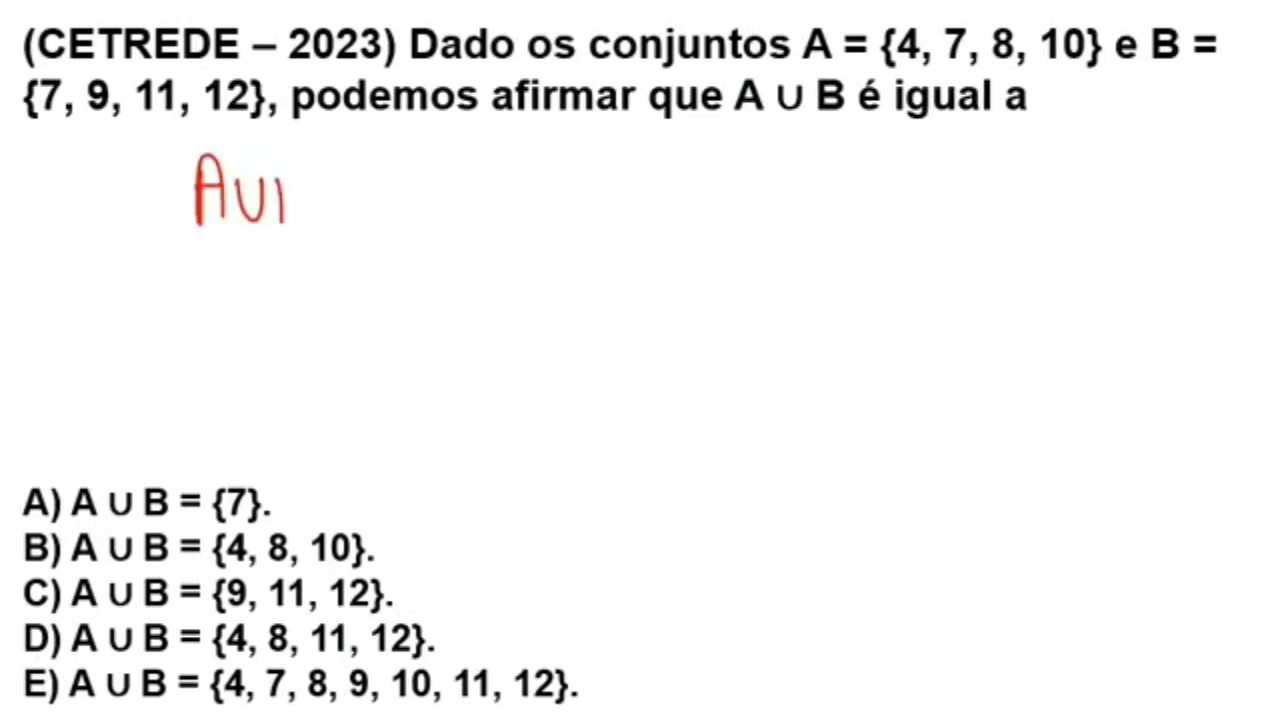 (CETREDE – 2023) Dado os conjuntos A = {4, 7, 8, 10} e B =
{7, 9, 11, 12}, podemos afirmar que A ∪ B é igual a
A∪
A) A ∪ B = {7}.
B) A ∪ B = {4, 8, 10}.
C) A ∪ B = {9, 11, 12}.
D) A ∪ B = {4, 8, 11, 12}.
E) A ∪ B = {4, 7, 8, 9, 10, 11, 12}.